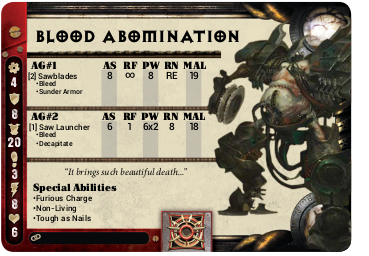 BLOOD ABOMINATION
AG#1 AS RF PW RN MAL
[2] Sawblades 8 ∞ 8 RE 19
•Bleed
•Sunder Armor
AG#2 AS RF PW RN MAL
[1] Saw Launcher 6 1 6x2 8 18
•Bleed
•Decapitate
"It brings such beautiful death..."
Special Abilities
•Furious Charge
•Non-Living
•Tough as Nails
4
8
20
3
8
6